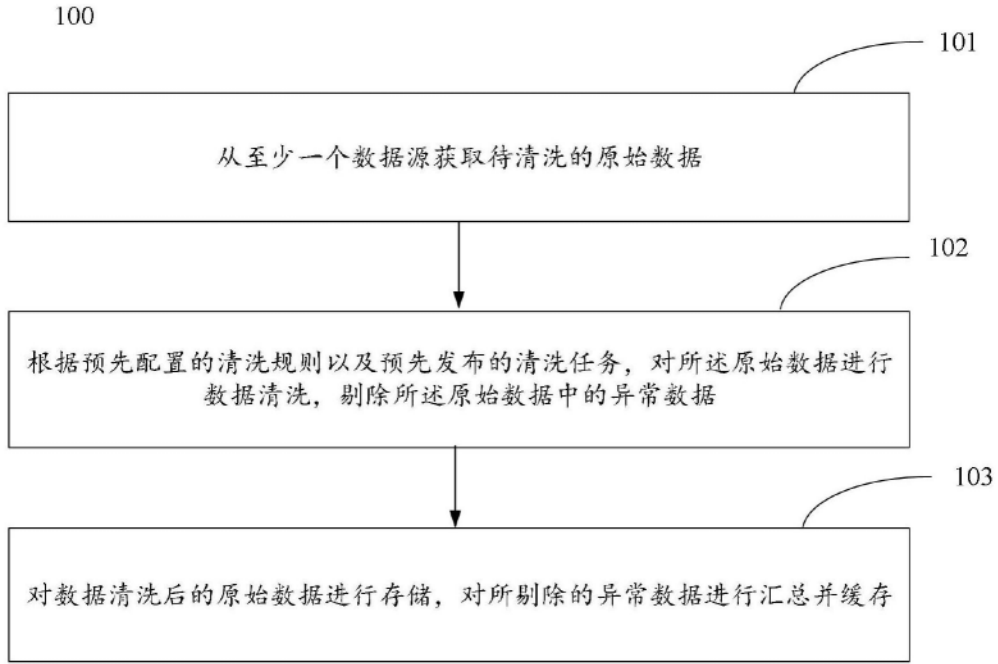 100
101
从至少一个数据源获取待清洗的原始数据
102
根据预先配置的清洗规则以及预先发布的清洗任务，对所述原始数据进行
数据清洗，剔除所述原始数据中的异常数据
103
对数据清洗后的原始数据进行存储，对所剔除的异常数据进行汇总并缓存